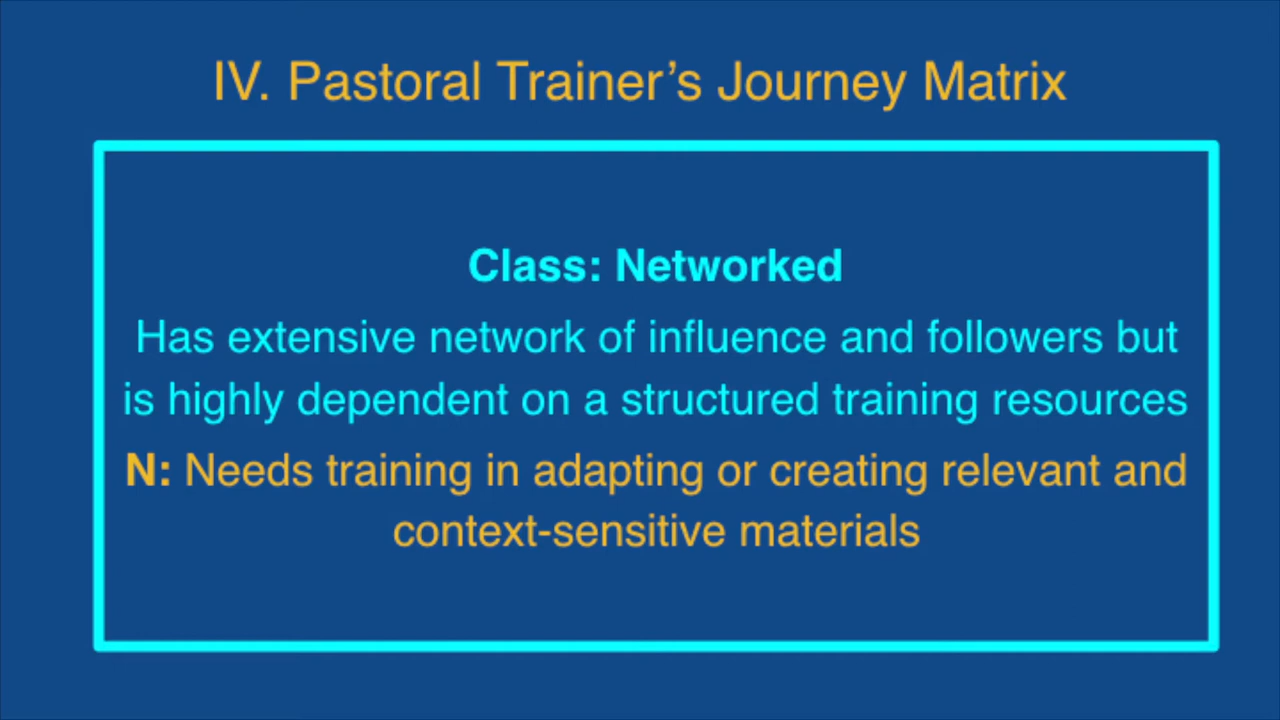 IV. Pastoral Trainer’s Journey Matrix
Class: Networked
Has extensive network of influence and followers but
is highly dependent on a structured training resources
N: Needs training in adapting or creating relevant and
context-sensitive materials